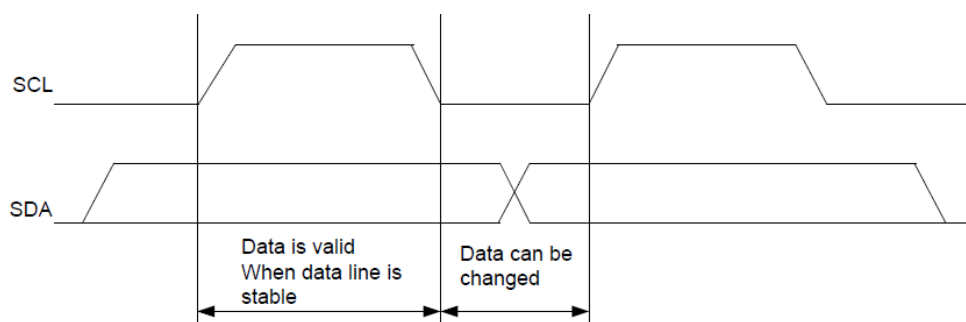 SCL
SDA
Data is valid
When data line is
stable
Data can be
changed